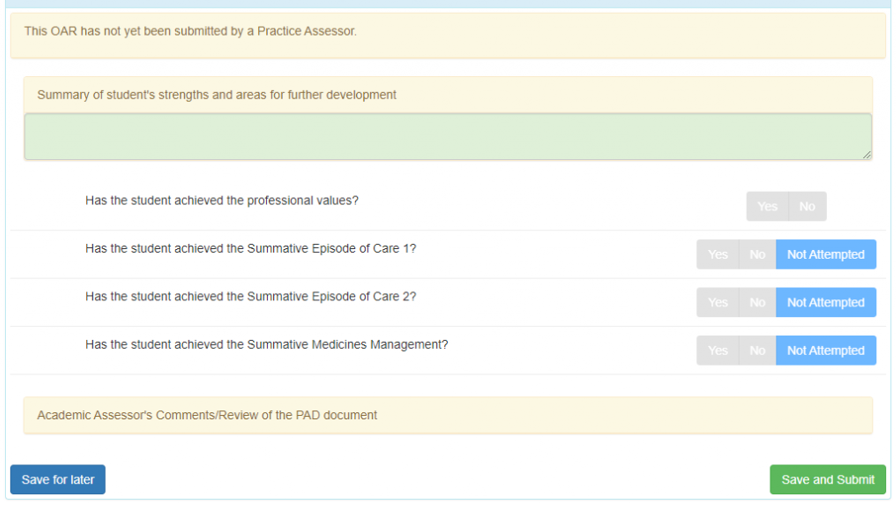 This OAR has not yet been submitted by a Practice Assessor.
Summary of student's strengths and areas for further development
Has the student achieved the professional values? Yes No
Has the student achieved the Summative Episode of Care 1? Yes No Not Attempted
Has the student achieved the Summative Episode of Care 2? Yes No Not Attempted
Has the student achieved the Summative Medicines Management? Yes No Not Attempted
Academic Assessor's Comments/Review of the PAD document
Save for later Save and Submit